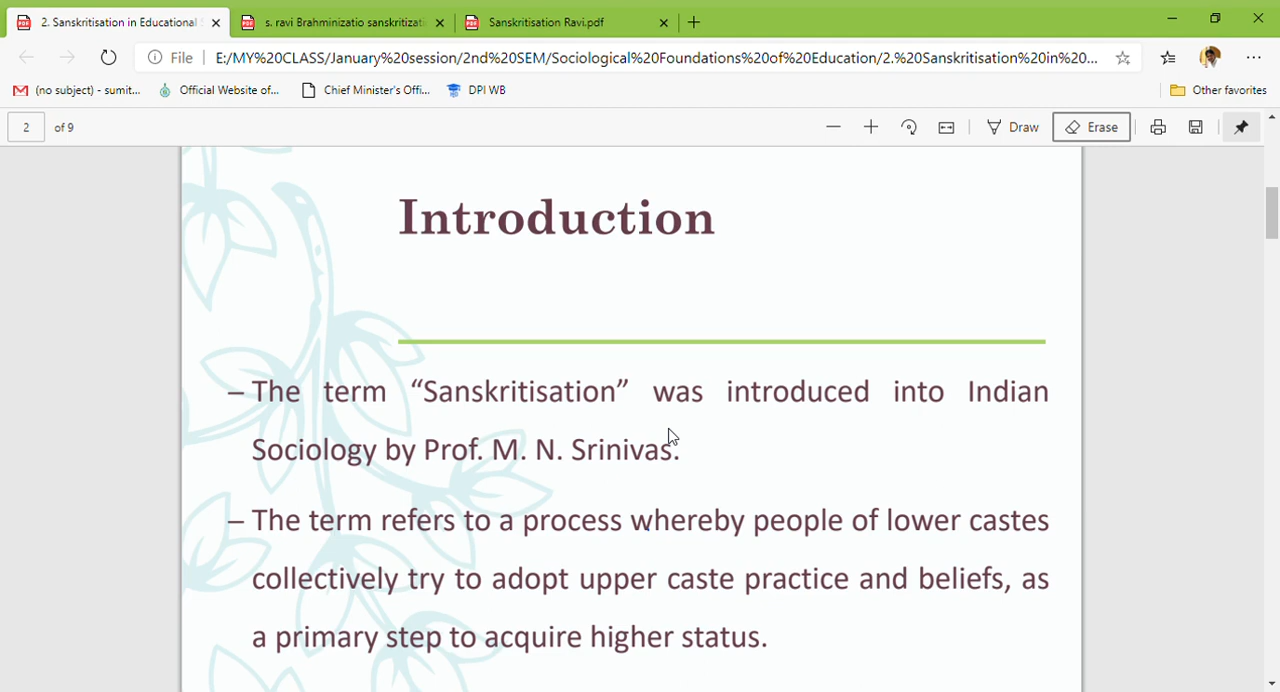 2. Sanskritisation in Educational
s. ravi Brahminizatio sanskritizati
Sanskritisation Ravi.pdf
File
E:/MY%20CLASS/January%20session/2nd%20SEM/Sociological%20Foundations%20of%20Education/2.%20Sanskritisation%20in%20...
(no subject) - sumit...
Official Website of...
Chief Minister's Offi...
DPI WB
Other favorites
2 of 9
Draw
Erase
Introduction
– The term “Sanskritisation” was introduced into Indian
Sociology by Prof. M. N. Srinivas.
– The term refers to a process whereby people of lower castes
collectively try to adopt upper caste practice and beliefs, as
a primary step to acquire higher status.